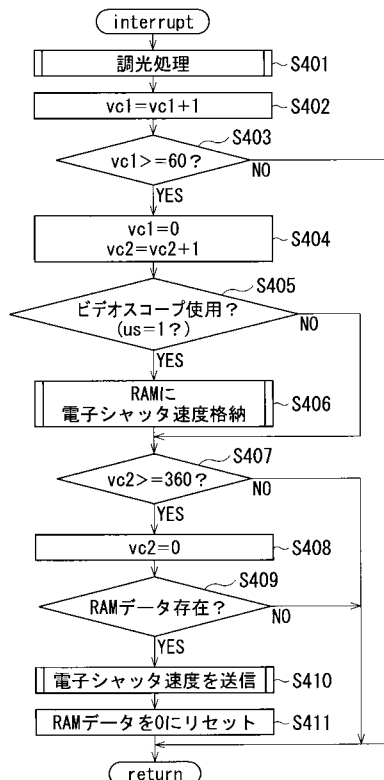 interrupt
調光処理
S401
vc1=vc1+1
S402
S403
vc1>=60?
NO
YES
vc1=0
vc2=vc2+1
S404
S405
ビデオスコープ使用?
(us=1?)
NO
YES
RAMに
電子シャッタ速度格納
S406
S407
vc2>=360?
NO
YES
vc2=0
S408
S409
RAMデータ存在?
NO
YES
電子シャッタ速度を送信
S410
RAMデータを0にリセット
S411
return